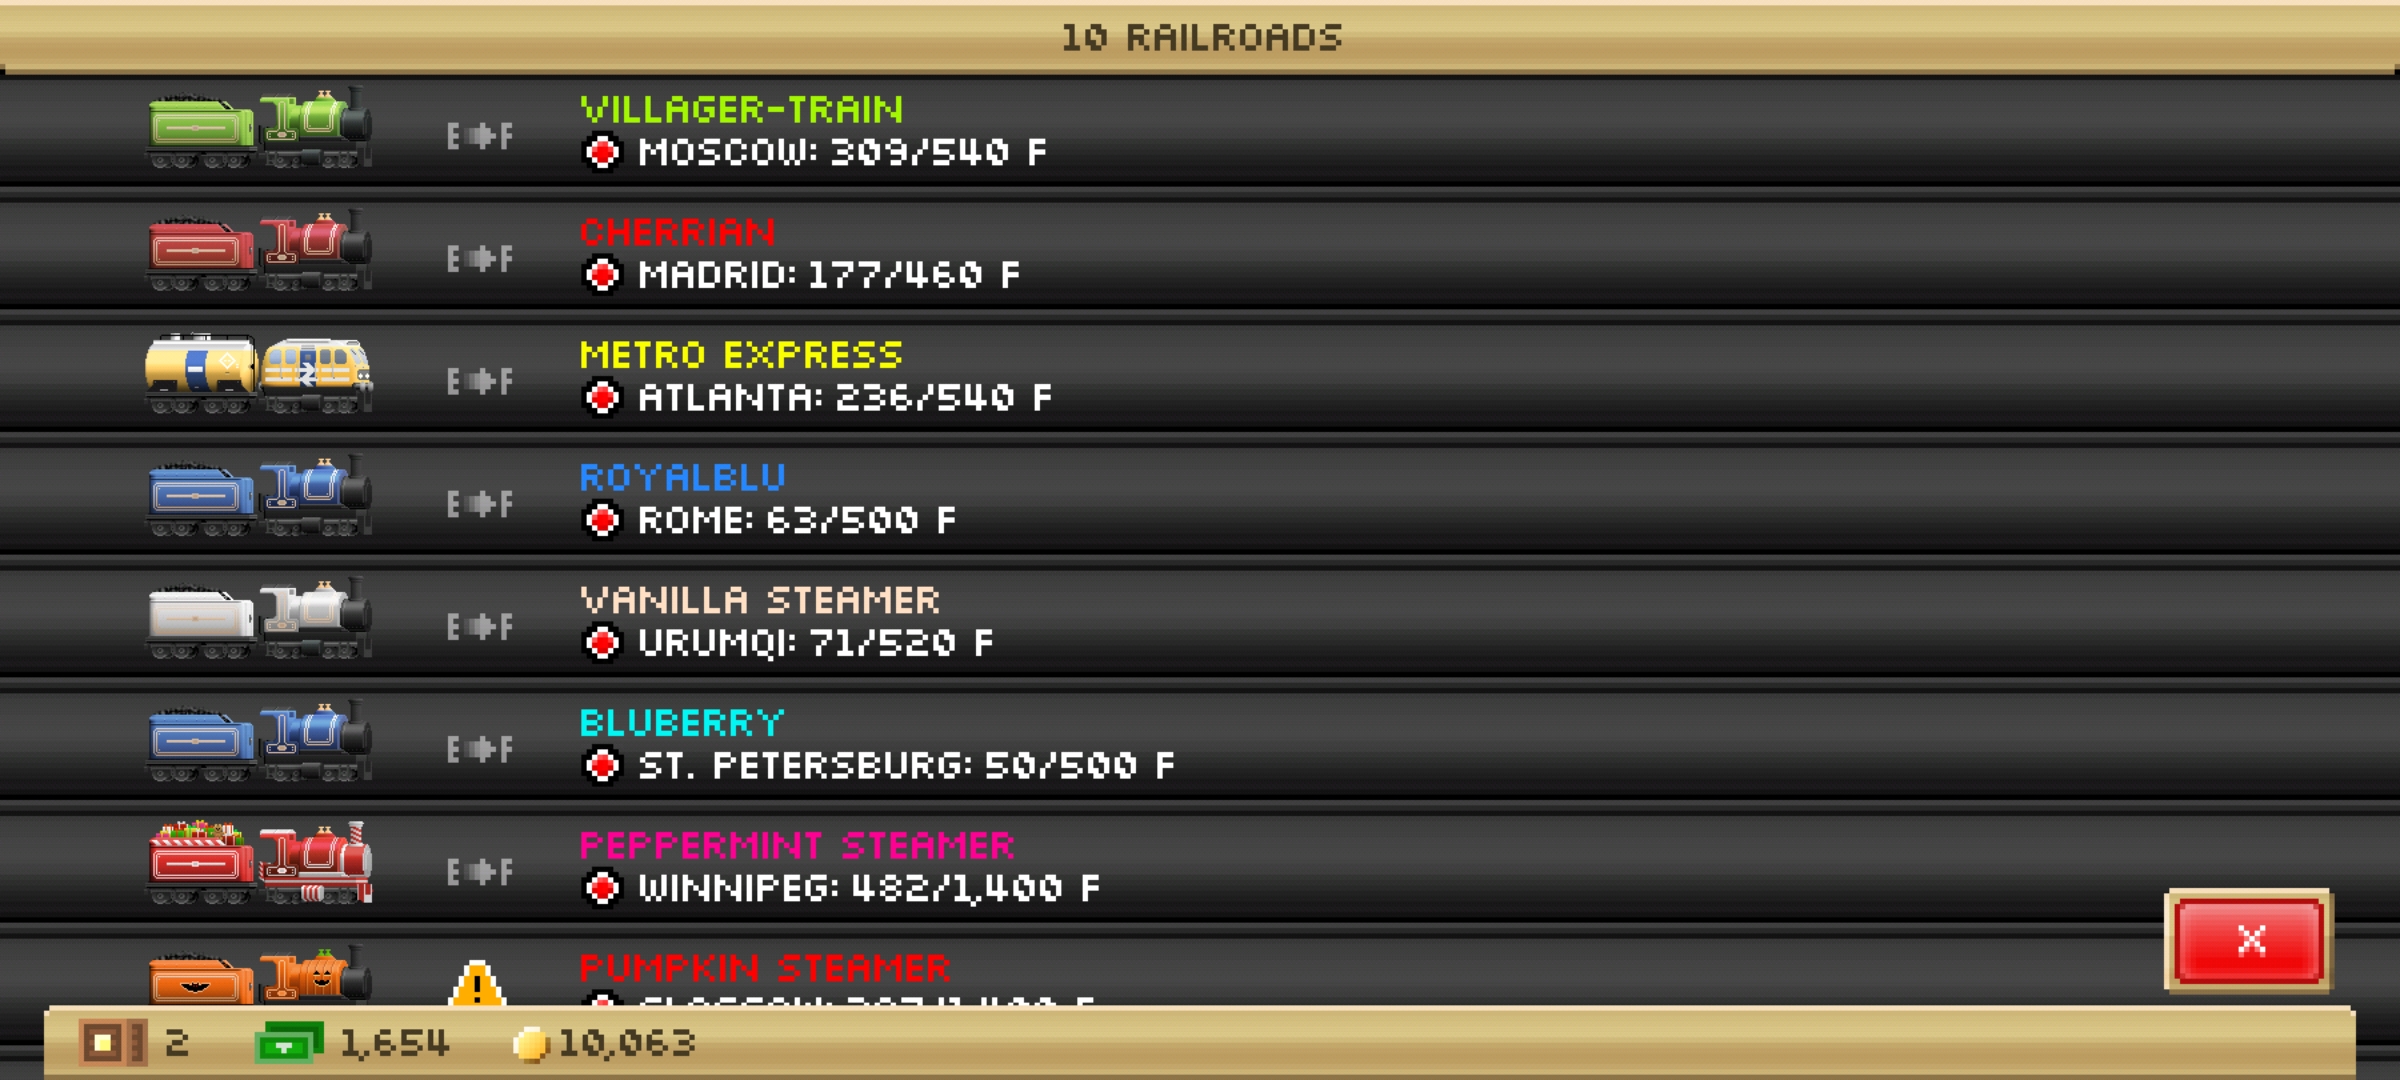 10 RAILROADS
E F
VILLAGER-TRAIN
MOSCOW: 309/540 F
E F
CHERRIAN
MADRID: 177/460 F
E F
METRO EXPRESS
ATLANTA: 236/540 F
E F
ROYALBLU
ROME: 63/500 F
E F
VANILLA STEAMER
URUMQI: 71/520 F
E F
BLUBERRY
ST. PETERSBURG: 50/500 F
E F
PEPPERMINT STEAMER
WINNIPEG: 482/1,400 F
X
!
PUMPKIN STEAMER
2 1,654 10,063